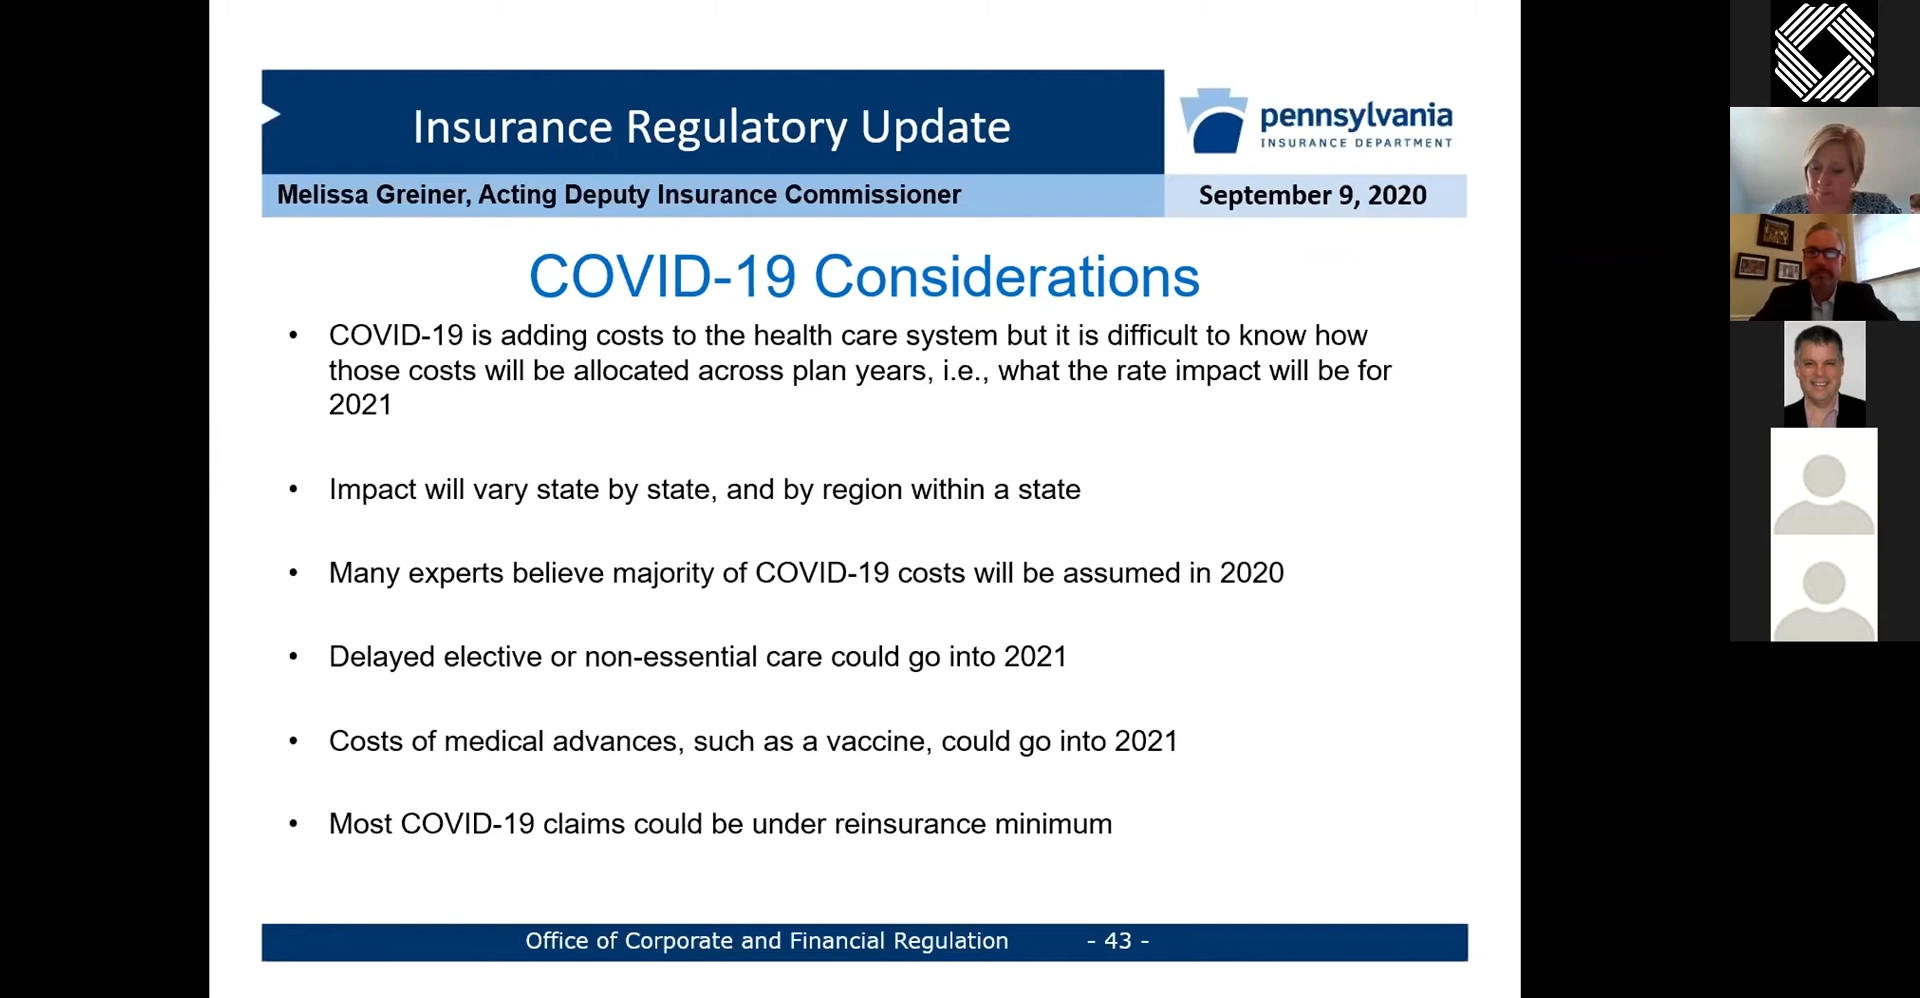 Insurance Regulatory Update
pennsylvania
INSURANCE DEPARTMENT
Melissa Greiner, Acting Deputy Insurance Commissioner
September 9, 2020
COVID-19 Considerations
• COVID-19 is adding costs to the health care system but it is difficult to know how
those costs will be allocated across plan years, i.e., what the rate impact will be for
2021
• Impact will vary state by state, and by region within a state
• Many experts believe majority of COVID-19 costs will be assumed in 2020
• Delayed elective or non-essential care could go into 2021
• Costs of medical advances, such as a vaccine, could go into 2021
• Most COVID-19 claims could be under reinsurance minimum
Office of Corporate and Financial Regulation - 43 -